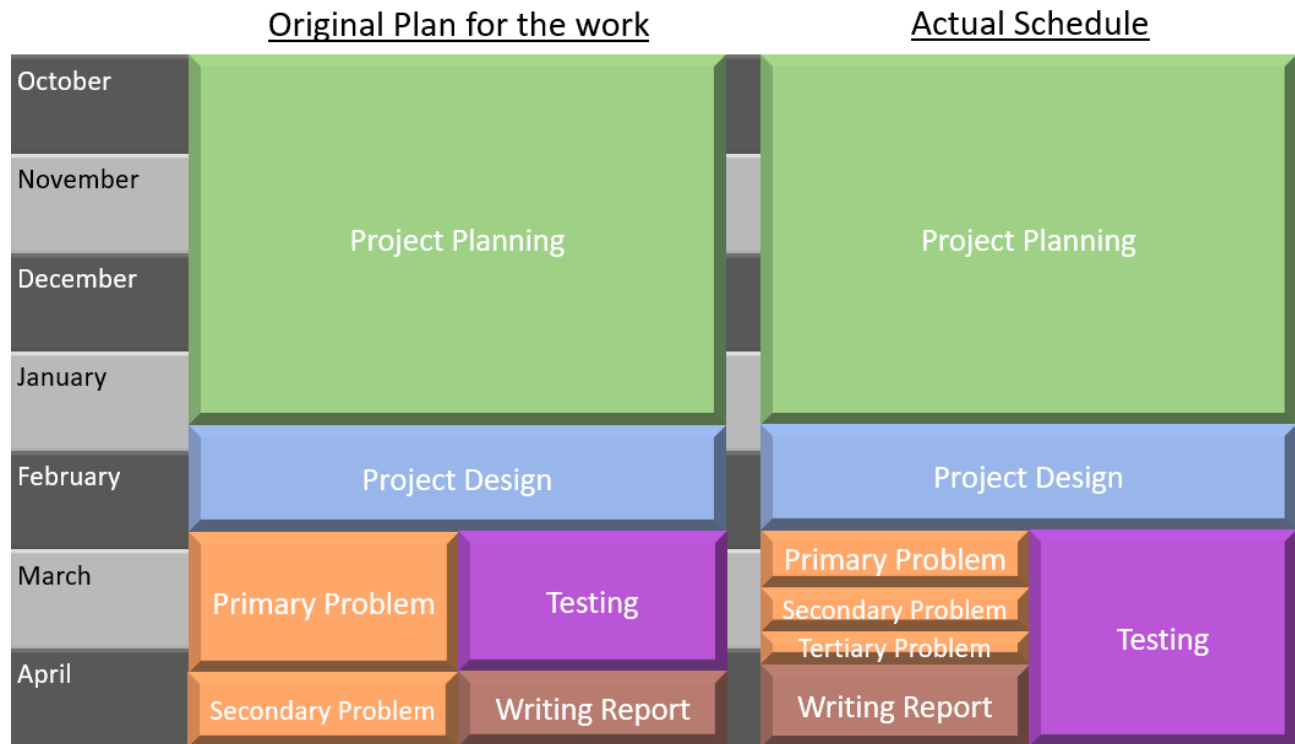 Original Plan for the work
Actual Schedule
October
November
December
January
February
March
April
Project Planning
Project Design
Primary Problem
Testing
Secondary Problem
Writing Report
Project Planning
Project Design
Primary Problem
Secondary Problem
Tertiary Problem
Testing
Writing Report